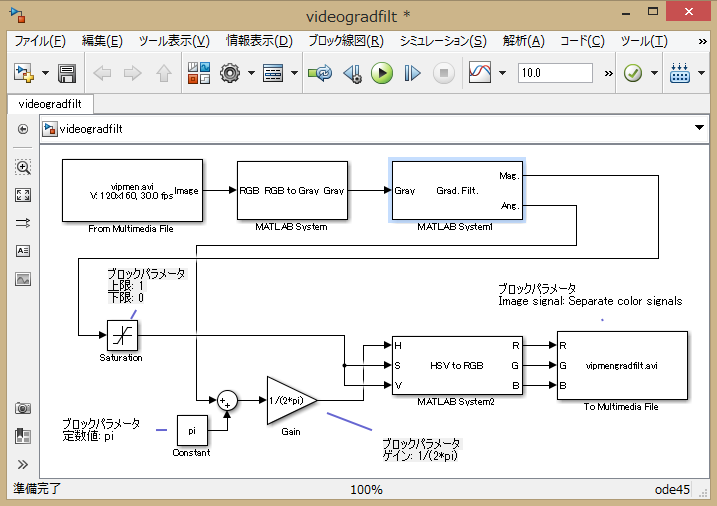 videogradfilt *
ファイル(F) 編集(E) ツール表示(V) 情報表示(D) ブロック線図(R) シミュレーション(S) 解析(A) コード(C) ツール(T) »
10.0 »
videogradfilt
videogradfilt
vipmen.avi
V: 120x160, 30.0 fps
Image
From Multimedia File
RGB RGB to Gray Gray
MATLAB System
Gray Grad. Filt. Mag. Ang.
MATLAB System1
ブロックパラメータ
上限: 1
下限: 0
Saturation
ブロックパラメータ
Image signal: Separate color signals
H S V
HSV to RGB
R G B
MATLAB System2
R G B
vipmengradfilt.avi
To Multimedia File
ブロックパラメータ
定数値: pi
pi
Constant
1/(2*pi)
Gain
ブロックパラメータ
ゲイン: 1/(2*pi)
準備完了 100% ode45